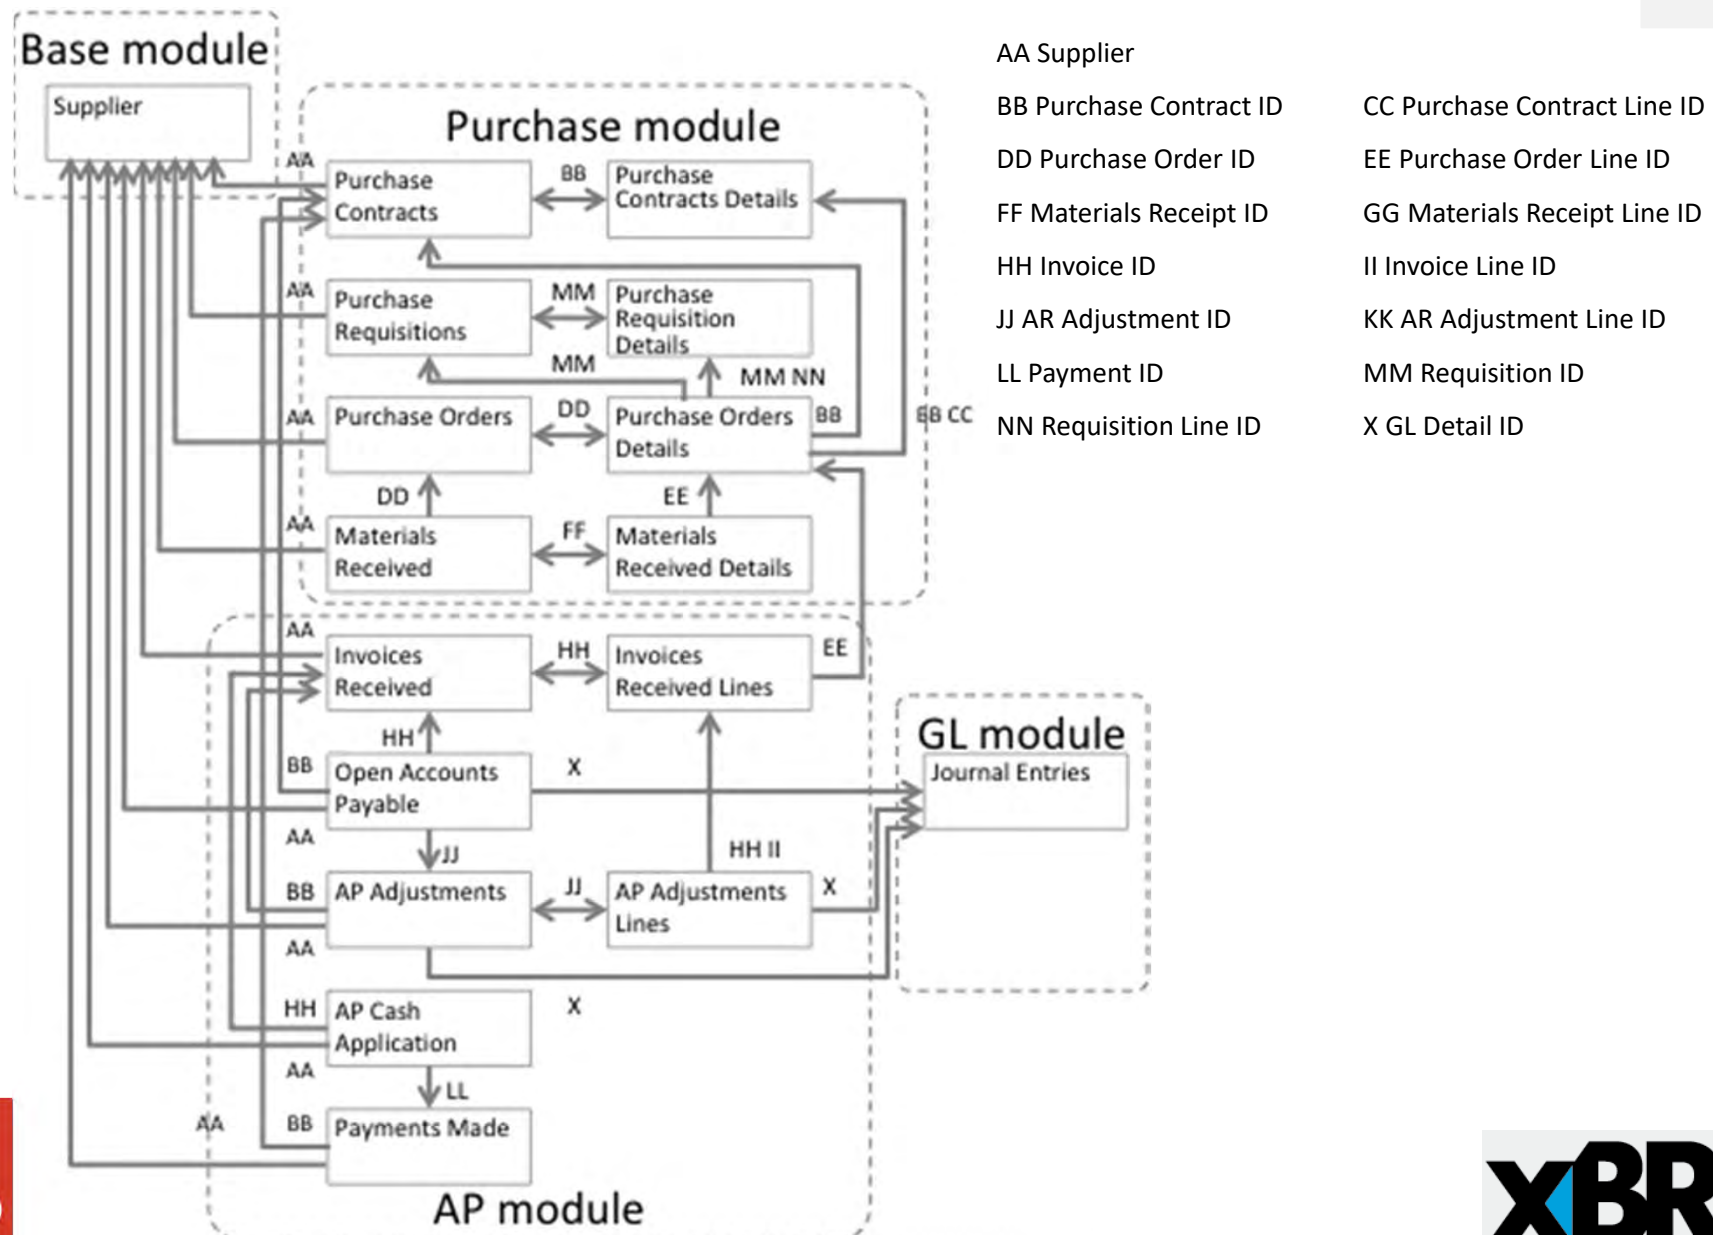 Base module
Supplier
Purchase module
AA
Purchase
Contracts
BB
Purchase
Contracts Details
AA
Purchase
Requisitions
MM
Purchase
Requisition
Details
MM
MM NN
AA
Purchase Orders
DD
Purchase Orders
Details
BB
BB CC
DD
EE
AA
Materials
Received
FF
Materials
Received Details
AA
Invoices
Received
HH
Invoices
Received Lines
EE
HH
BB
Open Accounts
Payable
X
AA
JJ
HH II
BB
AP Adjustments
JJ
AP Adjustments
Lines
X
AA
HH
AP Cash
Application
X
AA
LL
AA
BB
Payments Made
AP module
GL module
Journal Entries
AA Supplier
BB Purchase Contract ID
CC Purchase Contract Line ID
DD Purchase Order ID
EE Purchase Order Line ID
FF Materials Receipt ID
GG Materials Receipt Line ID
HH Invoice ID
II Invoice Line ID
JJ AR Adjustment ID
KK AR Adjustment Line ID
LL Payment ID
MM Requisition ID
NN Requisition Line ID
X GL Detail ID
XBR